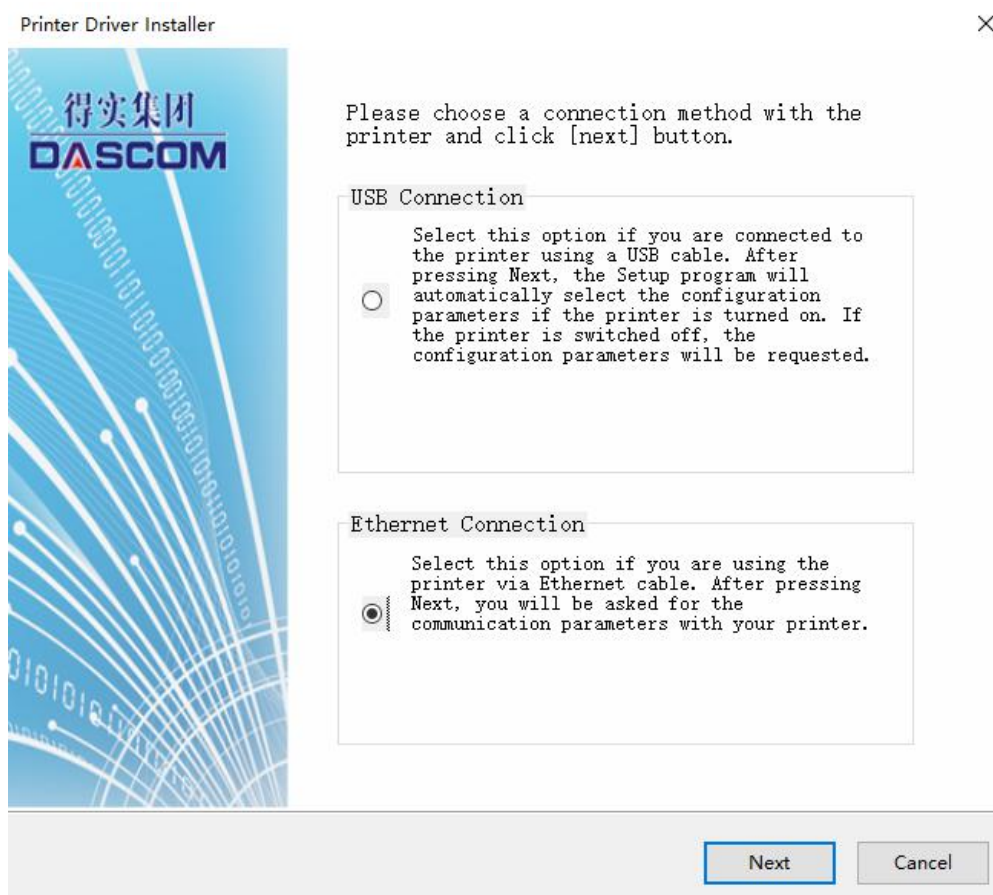 Printer Driver Installer
得实集团
DASCOM
Please choose a connection method with the
printer and click [next] button.
USB Connection
Select this option if you are connected to
the printer using a USB cable. After
pressing Next, the Setup program will
automatically select the configuration
parameters if the printer is turned on. If
the printer is switched off, the
configuration parameters will be requested.
Ethernet Connection
Select this option if you are using the
printer via Ethernet cable. After pressing
Next, you will be asked for the
communication parameters with your printer.
Next
Cancel